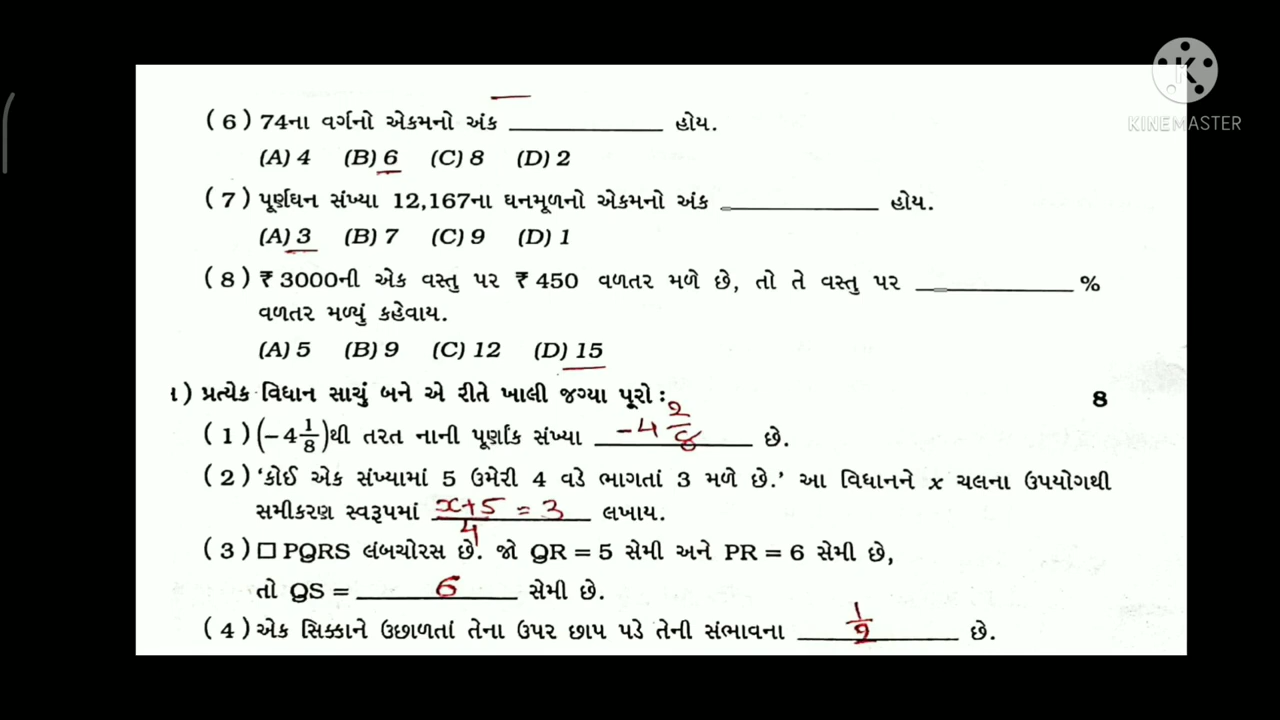 KINEMASTER
(6) 74ના વર્ગનો એકમનો અંક ____________ હોય.
(A) 4 (B) 6 (C) 8 (D) 2
(7) પૂર્ણઘન સંખ્યા 12,167ના ઘનમૂળનો એકમનો અંક ____________ હોય.
(A) 3 (B) 7 (C) 9 (D) 1
(8) ₹ 3000ની એક વસ્તુ પર ₹ 450 વળતર મળે છે, તો તે વસ્તુ પર ____________ %
વળતર મળ્યું કહેવાય.
(A) 5 (B) 9 (C) 12 (D) 15
1) પ્રત્યેક વિધાન સાચું બને એ રીતે ખાલી જગ્યા પૂરો : 8
(1) (-4 1/8)થી તરત નાની પૂર્ણાંક સંખ્યા -4 2/8 છે.
(2) 'કોઈ એક સંખ્યામાં 5 ઉમેરી 4 વડે ભાગતાં 3 મળે છે.' આ વિધાનને x ચલના ઉપયોગથી
સમીકરણ સ્વરૂપમાં x+5/4 = 3 લખાય.
(3) □ PQRS લંબચોરસ છે. જો QR = 5 સેમી અને PR = 6 સેમી છે,
તો QS = 6 સેમી છે.
(4) એક સિક્કાને ઉછાળતાં તેના ઉપર છાપ પડે તેની સંભાવના 1/2 છે.